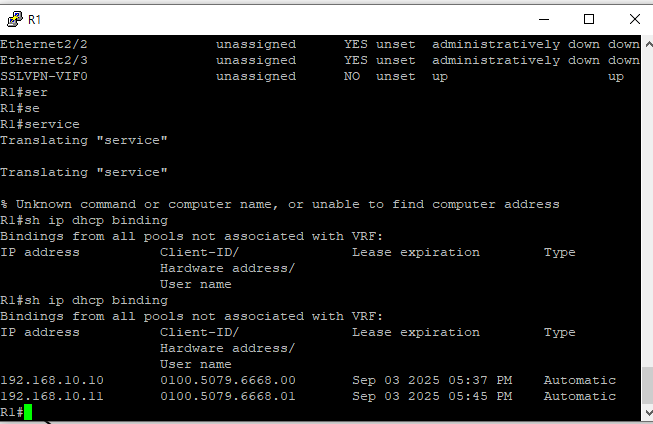 R1
Ethernet2/2 unassigned YES unset administratively down down
Ethernet2/3 unassigned YES unset administratively down down
SSLVPN-VIF0 unassigned NO unset up up
R1#ser
R1#se
R1#service
Translating "service"
Translating "service"
% Unknown command or computer name, or unable to find computer address
R1#sh ip dhcp binding
Bindings from all pools not associated with VRF:
IP address Client-ID/ Lease expiration Type
Hardware address/
User name
R1#sh ip dhcp binding
Bindings from all pools not associated with VRF:
IP address Client-ID/ Lease expiration Type
Hardware address/
User name
192.168.10.10 0100.5079.6668.00 Sep 03 2025 05:37 PM Automatic
192.168.10.11 0100.5079.6668.01 Sep 03 2025 05:45 PM Automatic
R1#